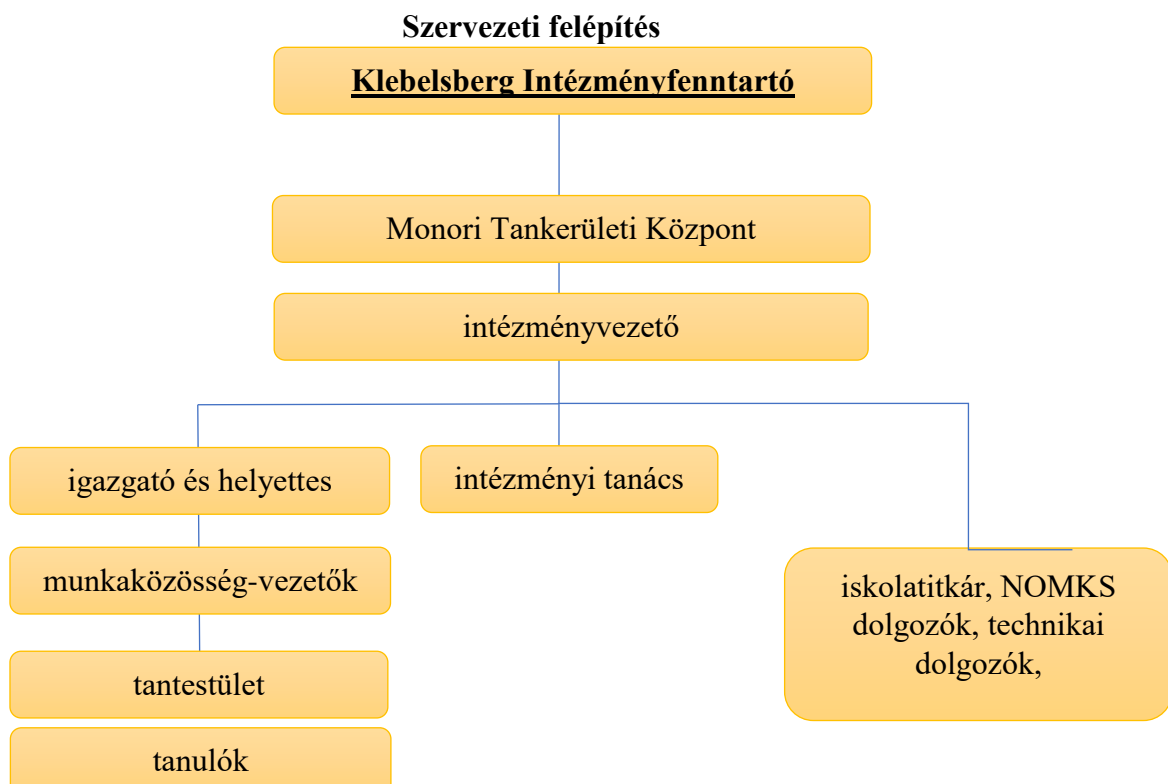 Szervezeti felépítés
Klebelsberg Intézményfenntartó
Monori Tankerületi Központ
intézményvezető
igazgató és helyettes
intézményi tanács
munkaközösség-vezetők
iskolatitkár, NOMKS
dolgozók, technikai
dolgozók,
tantestület
tanulók